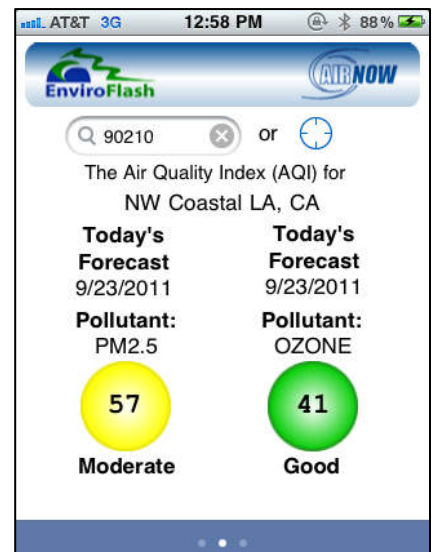 AT&T 3G 12:58 PM 88%
EnviroFlash
AIRNOW
90210 or
The Air Quality Index (AQI) for
NW Coastal LA, CA
Today's Today's
Forecast Forecast
9/23/2011 9/23/2011
Pollutant: Pollutant:
PM2.5 OZONE
57 41
Moderate Good